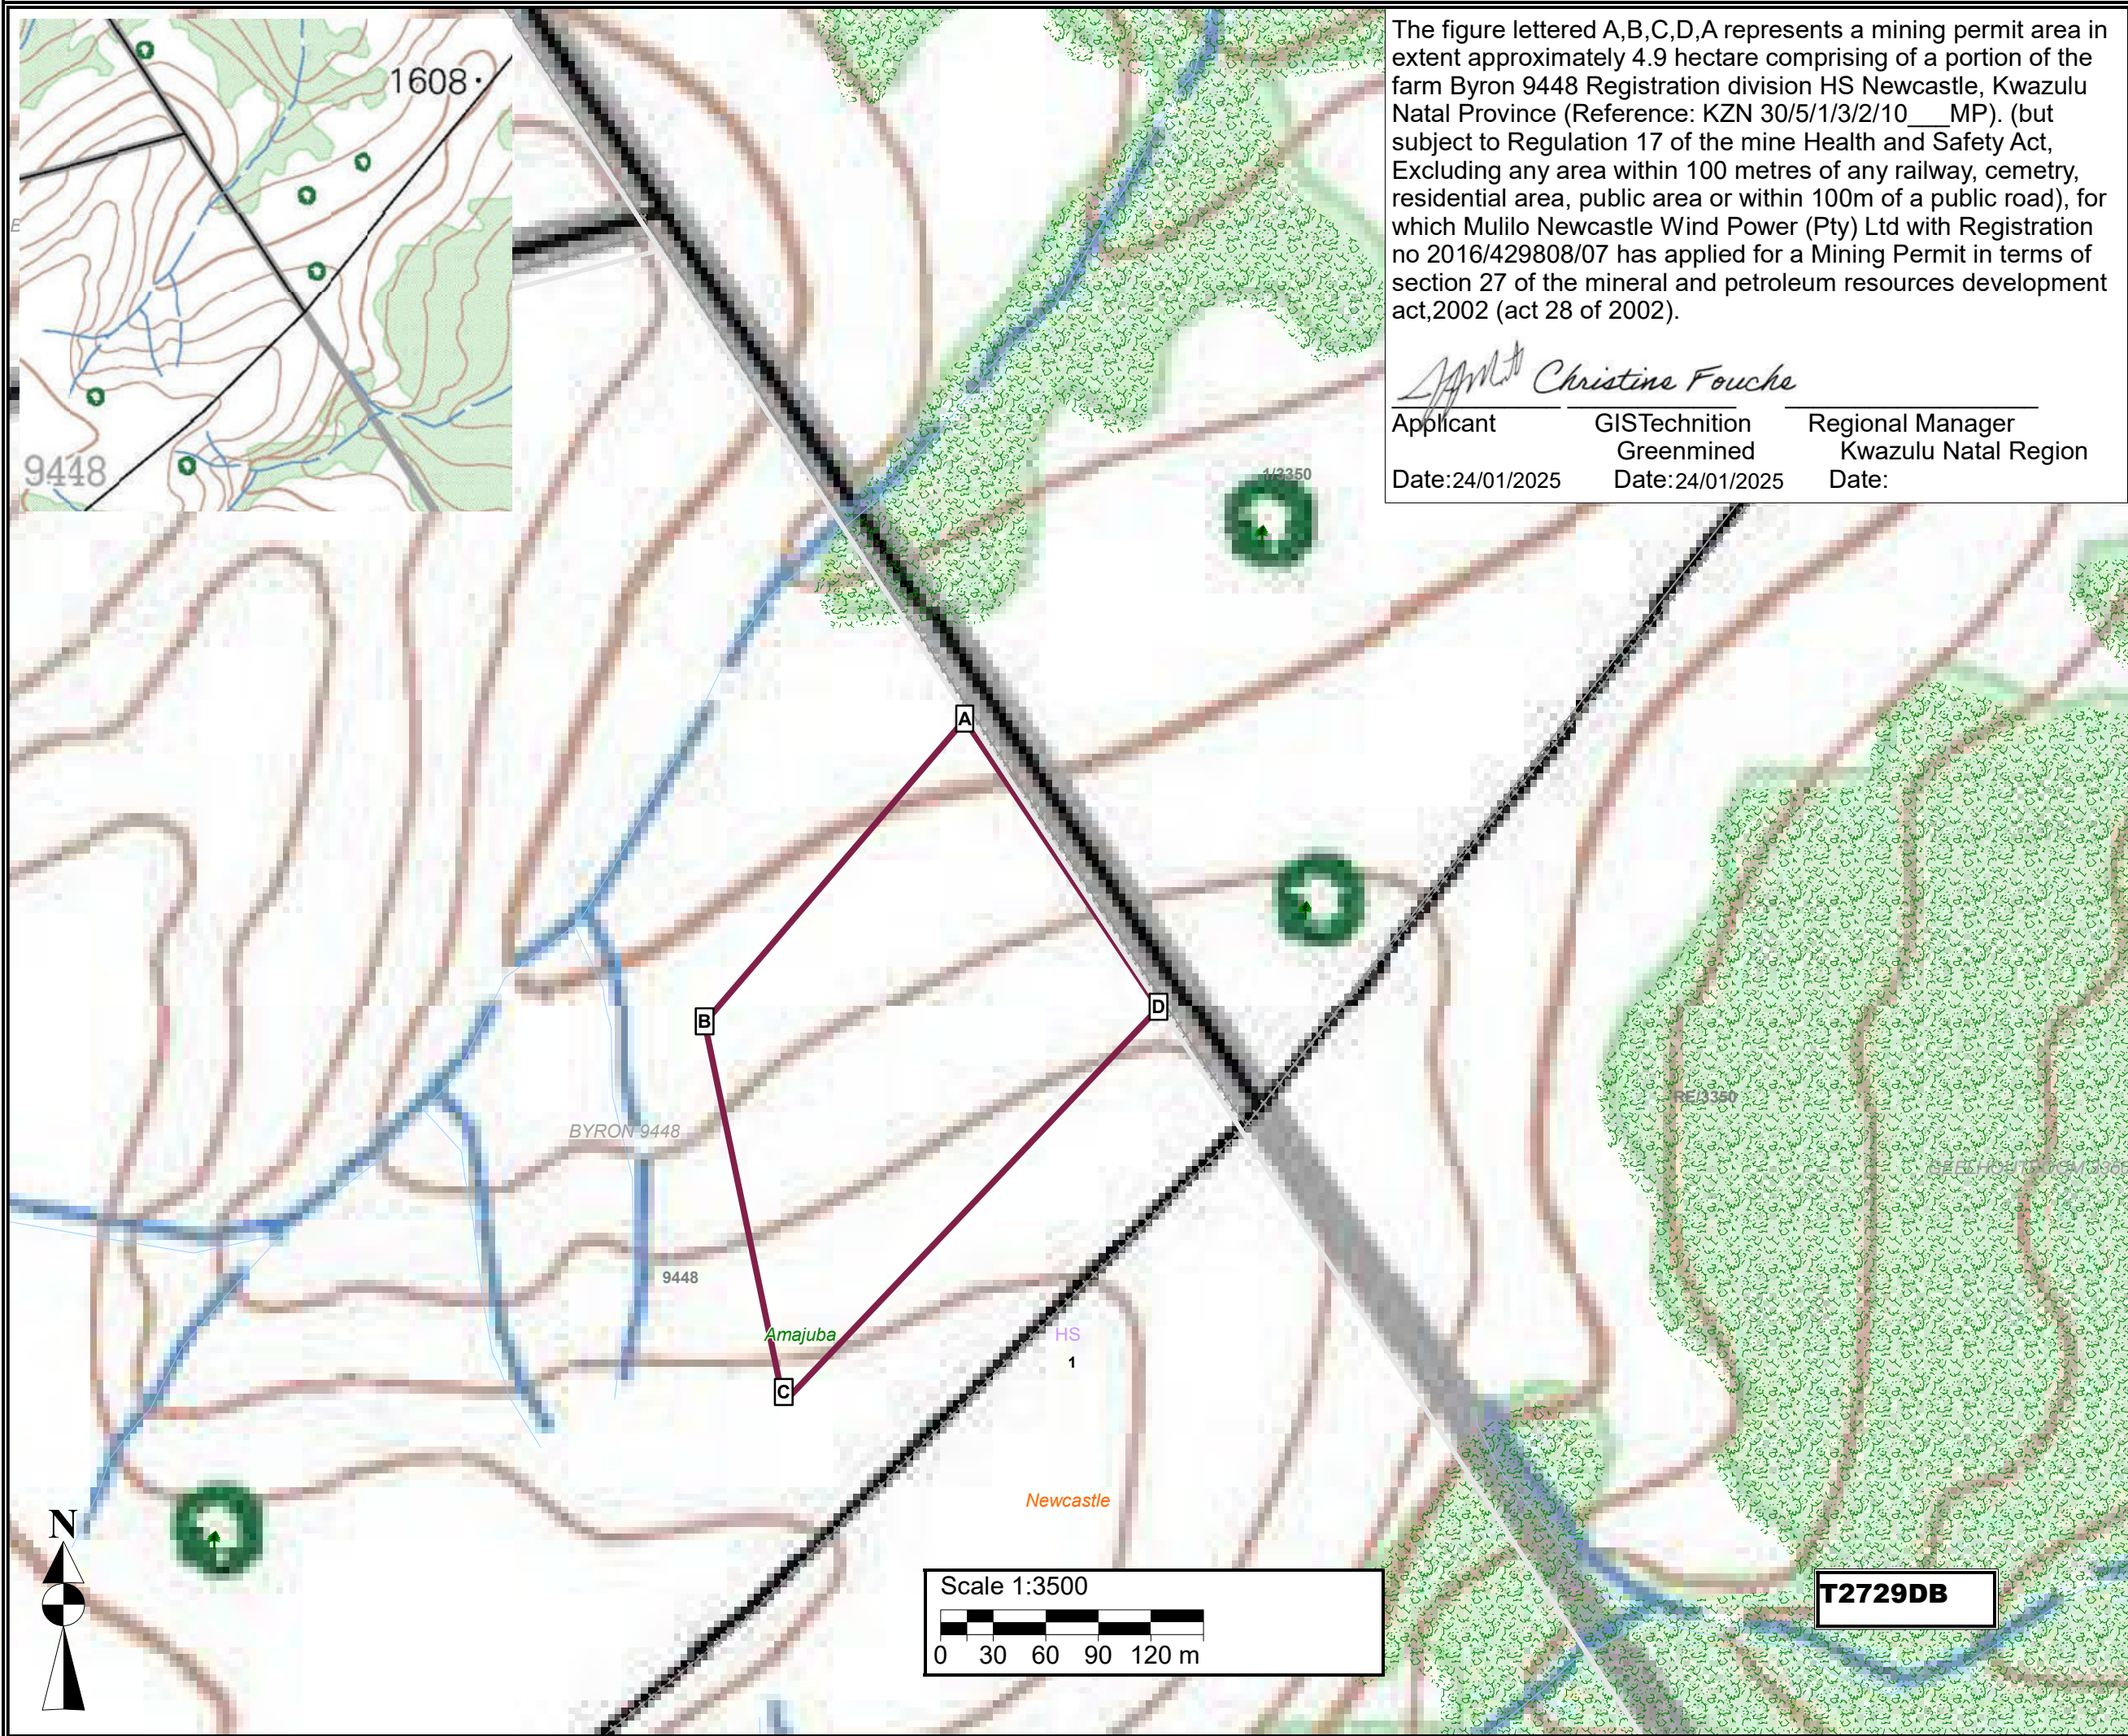 The figure lettered A,B,C,D,A represents a mining permit area in
extent approximately 4.9 hectare comprising of a portion of the
farm Byron 9448 Registration division HS Newcastle, Kwazulu
Natal Province (Reference: KZN 30/5/1/3/2/10___MP). (but
subject to Regulation 17 of the mine Health and Safety Act,
Excluding any area within 100 metres of any railway, cemetry,
residential area, public area or within 100m of a public road), for
which Mulilo Newcastle Wind Power (Pty) Ltd with Registration
no 2016/429808/07 has applied for a Mining Permit in terms of
section 27 of the mineral and petroleum resources development
act,2002 (act 28 of 2002).
Christine Fouche
Applicant GISTechnition Regional Manager
Greenmined Kwazulu Natal Region
Date:24/01/2025 Date:24/01/2025 Date:
1608
9448
1/3350
A
B
D
BYRON 9448
RE/3350
9448
Amajuba
HS
1
C
Newcastle
N
Scale 1:3500
0 30 60 90 120 m
T2729DB